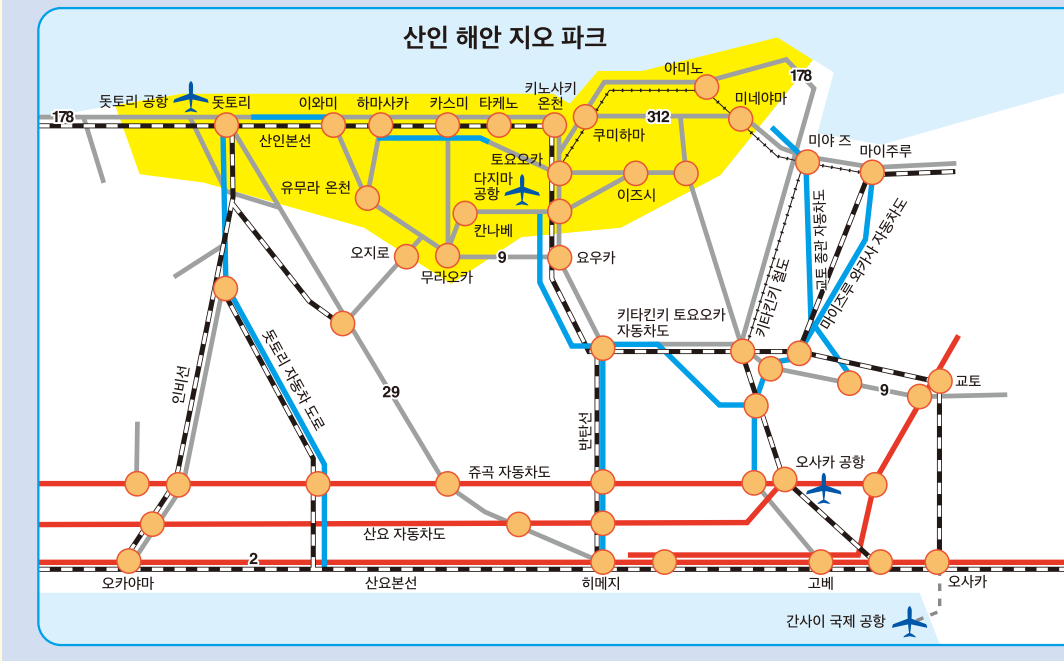 산인 해안 지오 파크
아미노
178
키노사키
온천
돗토리 공항
돗토리
이와미
하마사카
카스미
타케노
미네야마
178
312
쿠미하마
산인본선
미야 즈
마이주루
토요오카
다지마
공항
유무라 온천
이즈시
칸나베
교토 종관 자동차도
마이즈루 와카사 자동차도
오지로
9
요우카
무라오카
키타킨키 철도
키타킨키 토요오카
자동차도
돗토리 자동차 도로
인비선
29
9
교토
반탄선
쥬곡 자동차도
오사카 공항
산요 자동차도
2
오카야마
산요본선
히메지
고베
오사카
간사이 국제 공항